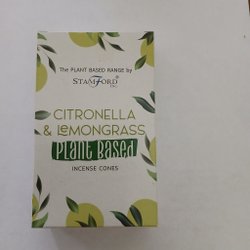 The PLANT BASED RANGE by
STAMFORD
CITRONELLA
& LeMONGRASS
PLANT BASED
INCENSE CONES